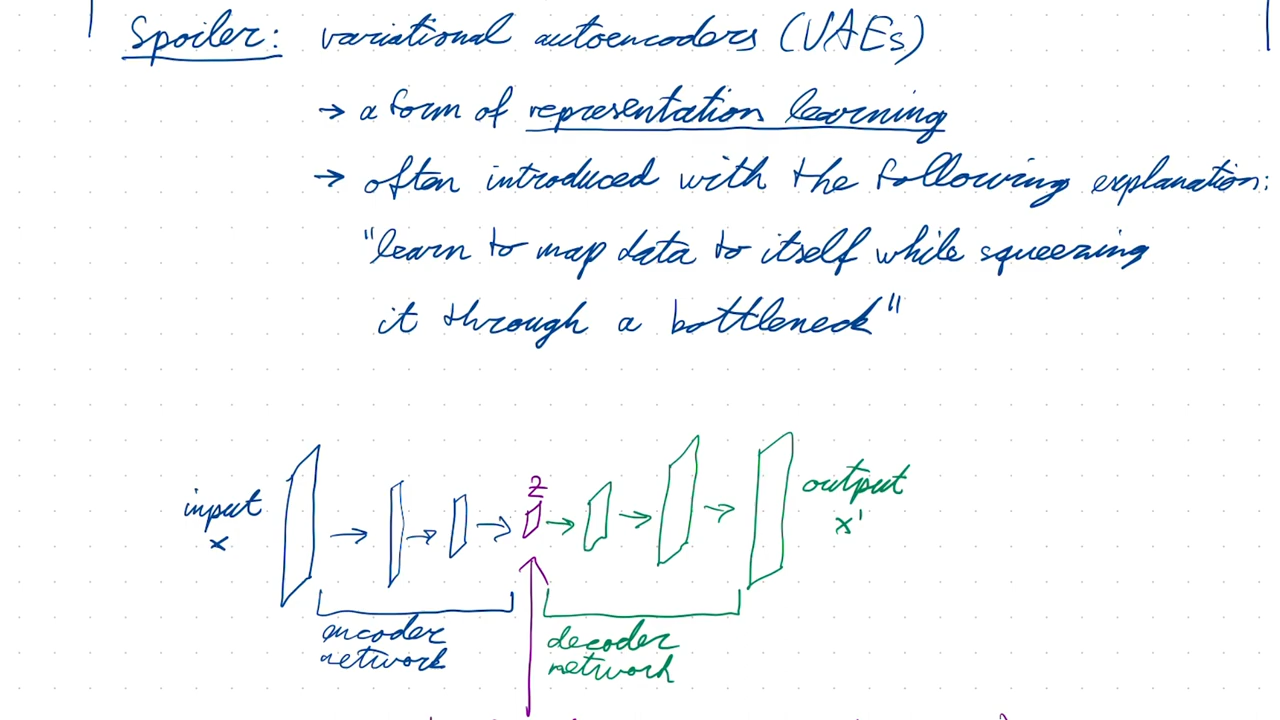 Spoiler: variational autoencoders (VAEs)
→ a form of representation learning
→ often introduced with the following explanation:
"learn to map data to itself while squeezing
it through a bottleneck"
input
x
z
output
x'
encoder
network
decoder
network